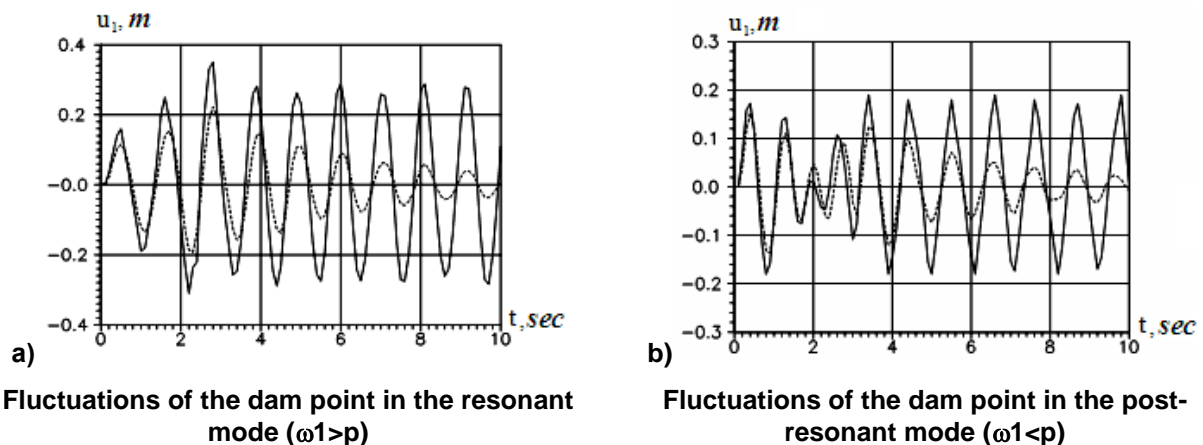 u₁, m
0.4
0.2
−0.0
−0.2
−0.4
0
2
4
6
8
10
t, sec
a)
Fluctuations of the dam point in the resonant
mode (ω1>p)
u₁, m
0.3
0.2
0.1
0.0
−0.1
−0.2
−0.3
0
2
4
6
8
10
t, sec
b)
Fluctuations of the dam point in the post-
resonant mode (ω1<p)